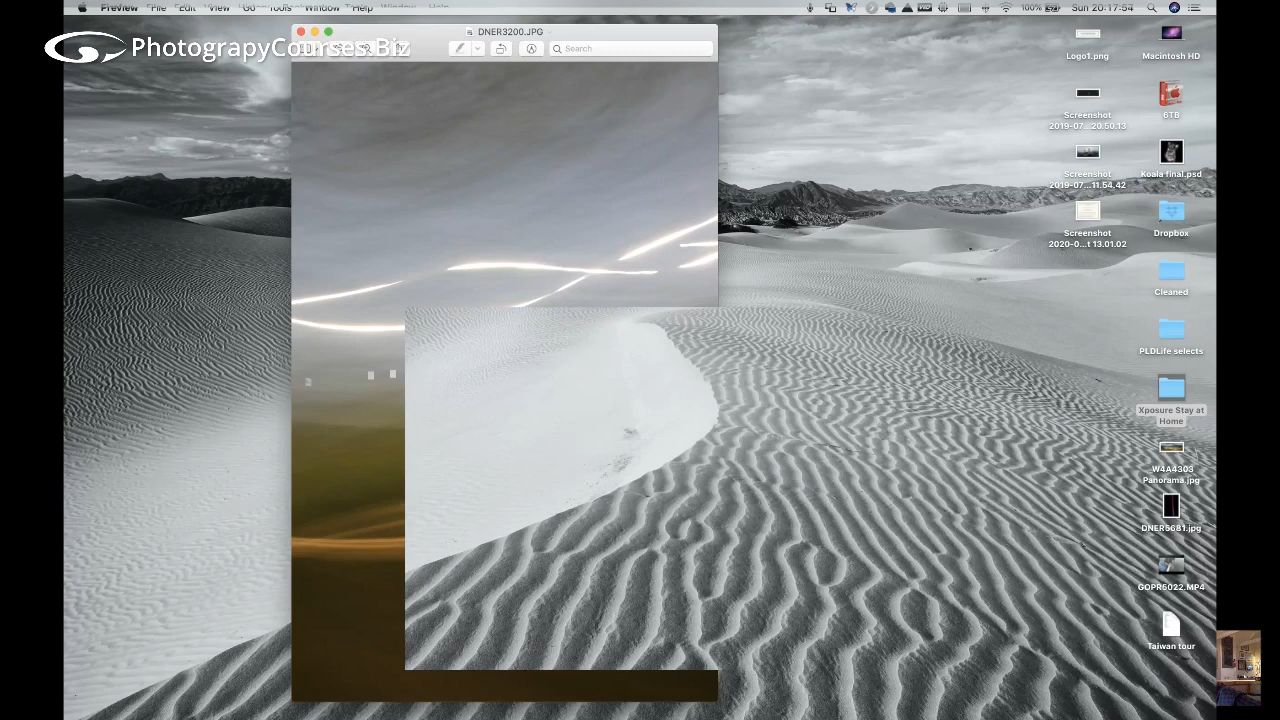 Preview File Edit View Go Tools Window Help
100% Sun 20:17:54
PhotograpyCourses.Biz
DNER3200.JPG
Search
Logo1.png
Macintosh HD
Screenshot
2019-07...20.50.13
6TB
Screenshot
2019-07...11.54.42
Koala final.psd
Screenshot
2020-0...t 13.01.02
Dropbox
Cleaned
PLDLife selects
Xposure Stay at
Home
W4A4303
Panorama.jpg
DNER5681.jpg
GOPR5022.MP4
Taiwan tour